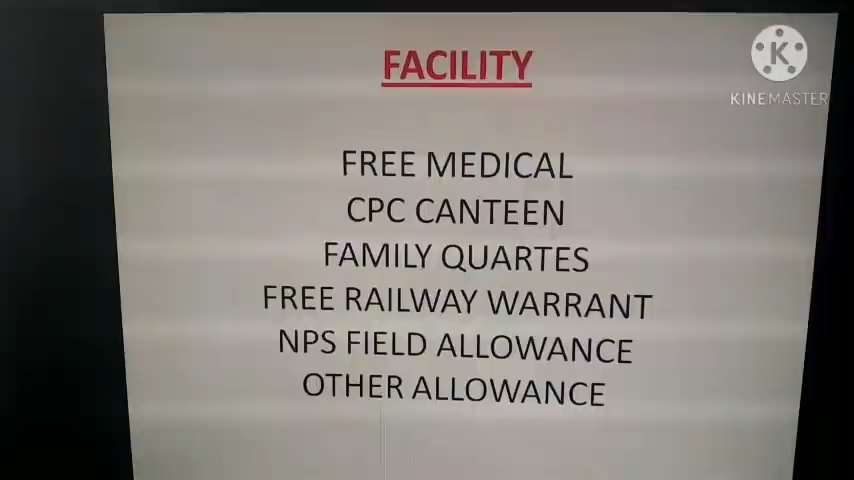 FACILITY
KINEMASTER
FREE MEDICAL
CPC CANTEEN
FAMILY QUARTES
FREE RAILWAY WARRANT
NPS FIELD ALLOWANCE
OTHER ALLOWANCE